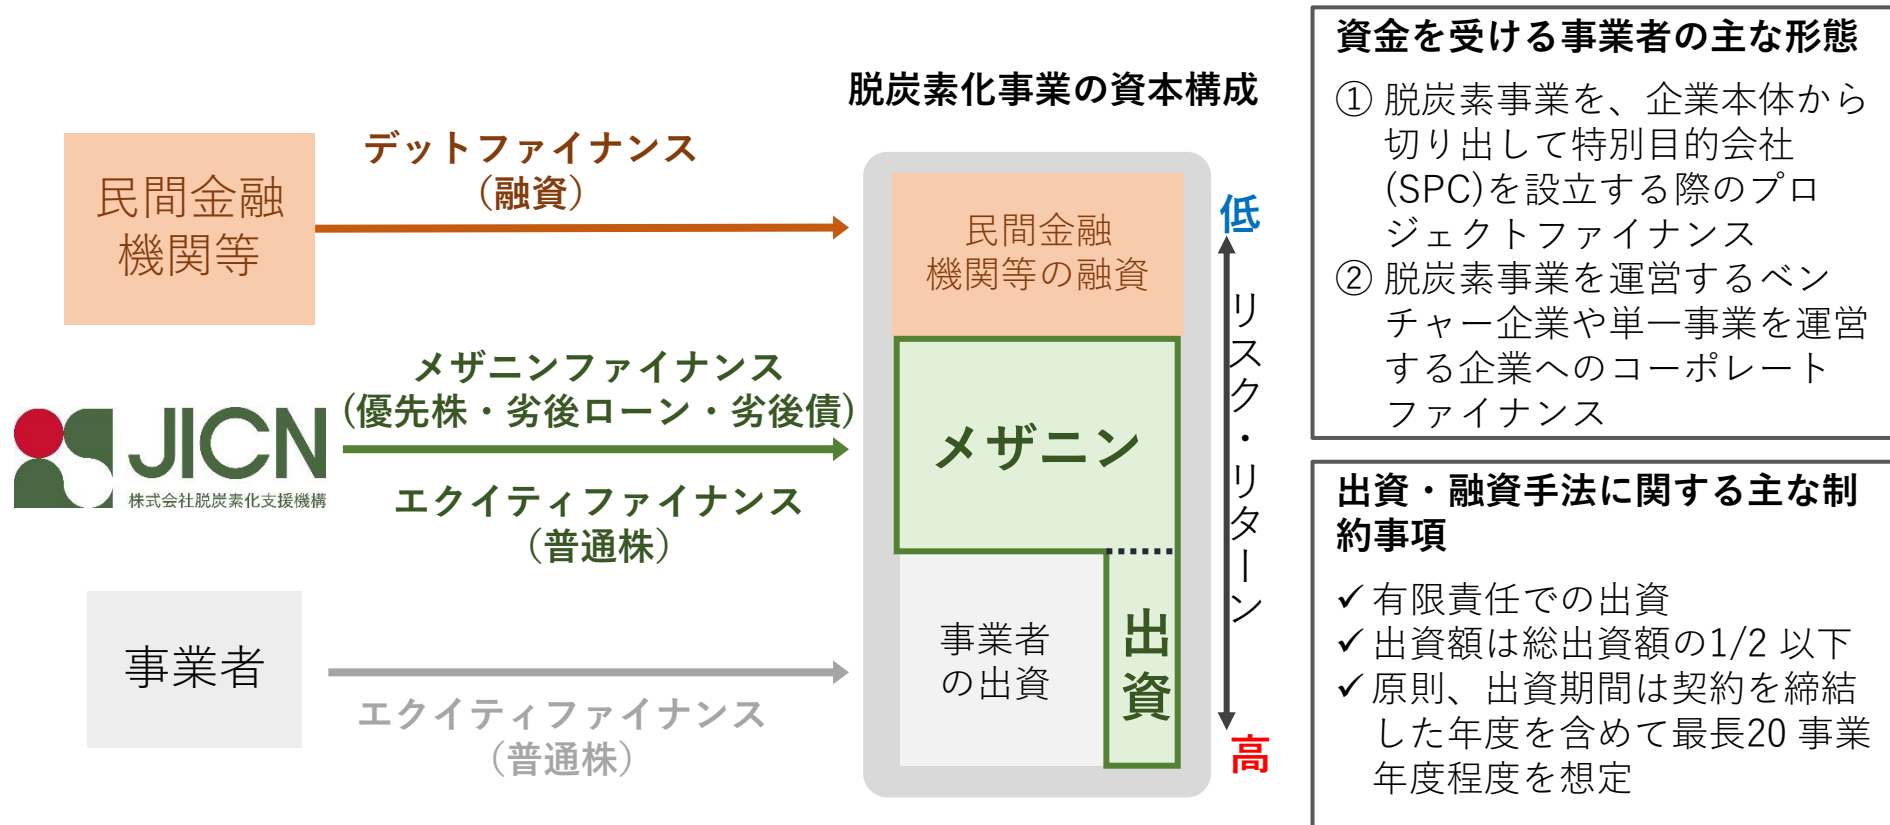 脱炭素化事業の資本構成
民間金融
機関等
デットファイナンス
(融資)
JICN
株式会社脱炭素化支援機構
メザニンファイナンス
(優先株・劣後ローン・劣後債)
エクイティファイナンス
(普通株)
事業者
エクイティファイナンス
(普通株)
民間金融
機関等の融資
メザニン
事業者
の出資
出資
低
リスク・リターン
高
資金を受ける事業者の主な形態
① 脱炭素事業を、企業本体から
切り出して特別目的会社
(SPC)を設立する際のプロ
ジェクトファイナンス
② 脱炭素事業を運営するベン
チャー企業や単一事業を運営
する企業へのコーポレート
ファイナンス
出資・融資手法に関する主な制
約事項
✓ 有限責任での出資
✓ 出資額は総出資額の1/2 以下
✓ 原則、出資期間は契約を締結
した年度を含めて最長20 事業
年度程度を想定